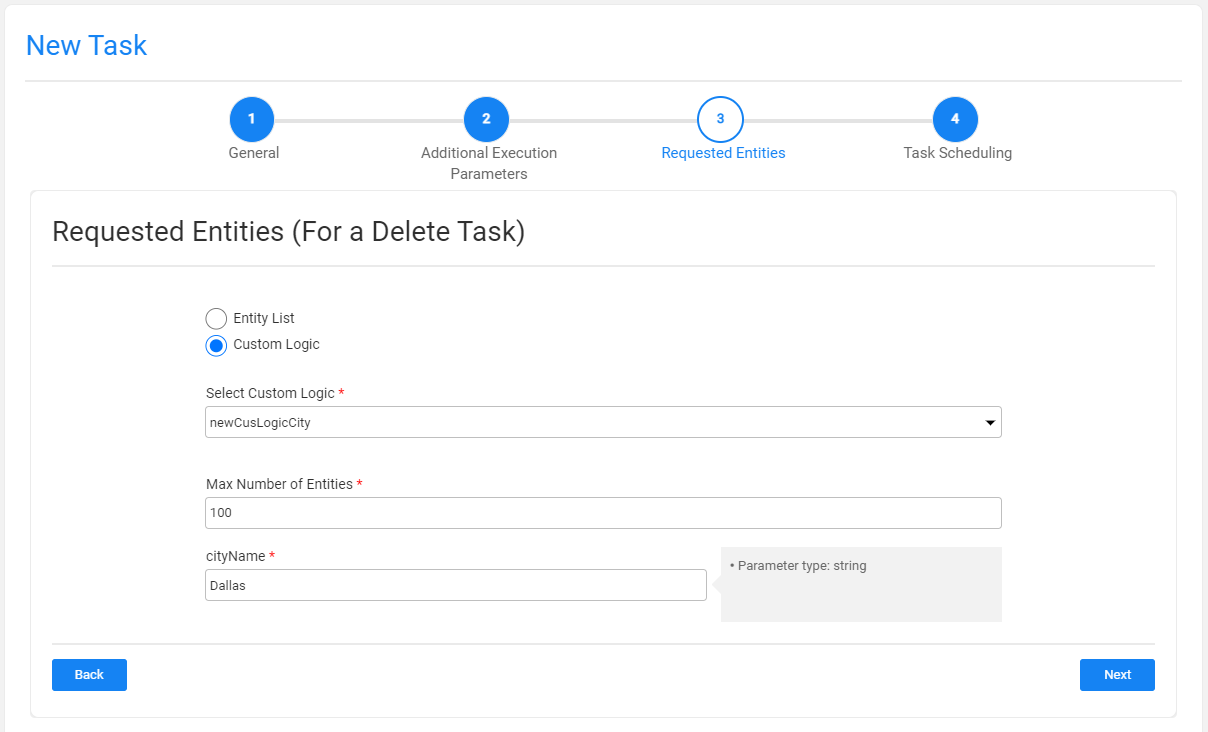 New Task
1
2
3
4
General
Additional Execution
Parameters
Requested Entities
Task Scheduling
Requested Entities (For a Delete Task)
Entity List
Custom Logic
Select Custom Logic *
newCusLogicCity
Max Number of Entities *
100
cityName *
• Parameter type: string
Dallas
Back
Next